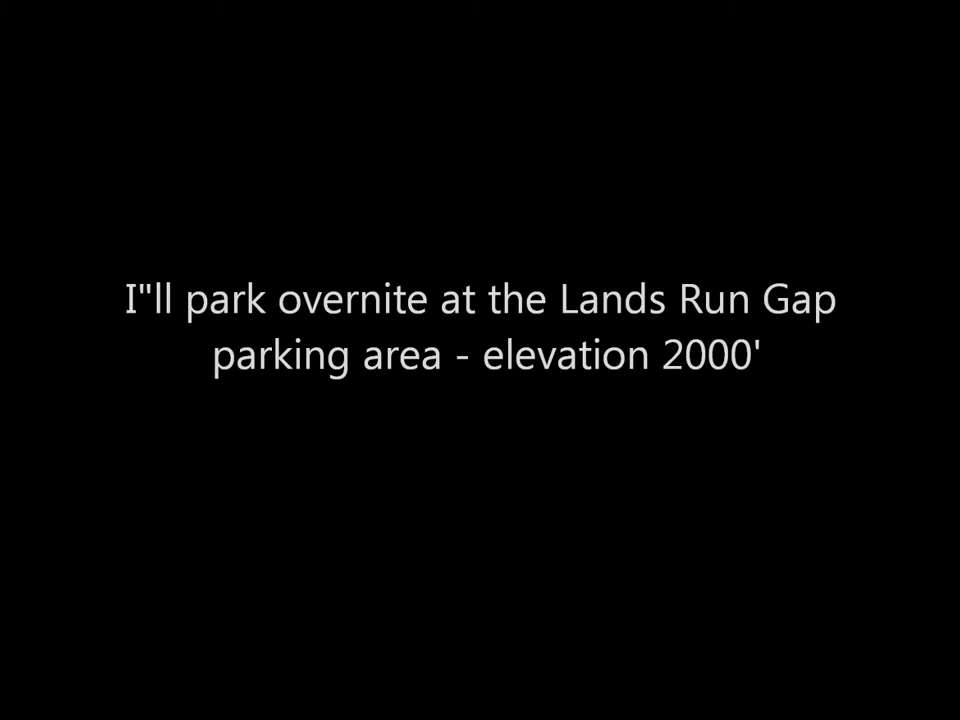 I"ll park overnite at the Lands Run Gap
parking area - elevation 2000'